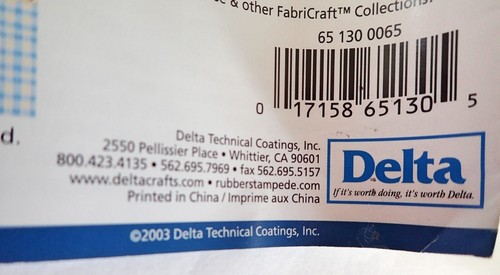 & other FabriCraft™ Collections.
65 130 0065
0 17158 65130 5
d.
Delta Technical Coatings, Inc.
2550 Pellissier Place • Whittier, CA 90601
800.423.4135 • 562.695.7969 • fax 562.695.5157
www.deltacrafts.com • rubberstampede.com
Printed in China / Imprime aux China
Delta
If it's worth doing, it's worth Delta.
©2003 Delta Technical Coatings, Inc.